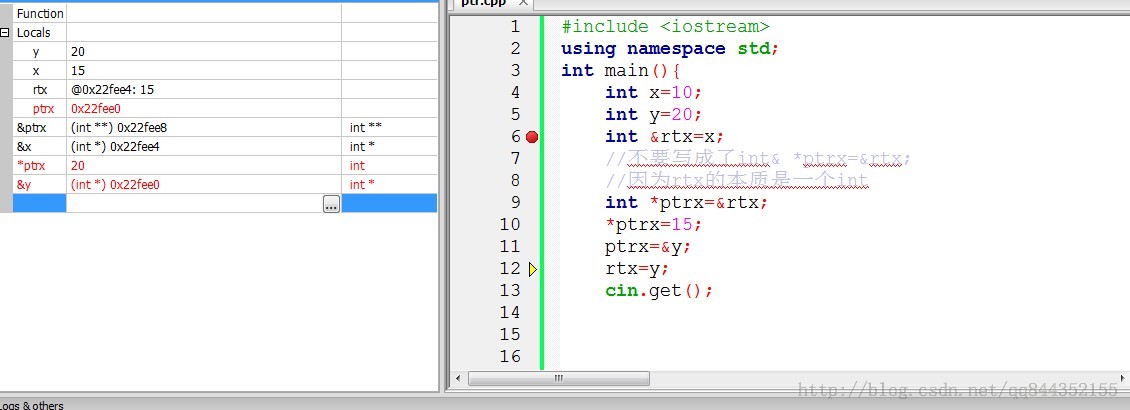 ptr.cpp
Function
Locals
y 20
x 15
rtx @0x22fee4: 15
ptrx 0x22fee0
&ptrx (int **) 0x22fee8 int **
&x (int *) 0x22fee4 int *
*ptrx 20 int
&y (int *) 0x22fee0 int *
...
1 #include <iostream>
2 using namespace std;
3 int main(){
4 int x=10;
5 int y=20;
6 int &rtx=x;
7 //不要写成了int& *ptrx=&rtx;
8 //因为rtx的本质是一个int
9 int *ptrx=&rtx;
10 *ptrx=15;
11 ptrx=&y;
12 rtx=y;
13 cin.get();
14
15
16
http://blog.csdn.net/qq844352155
Logs & others